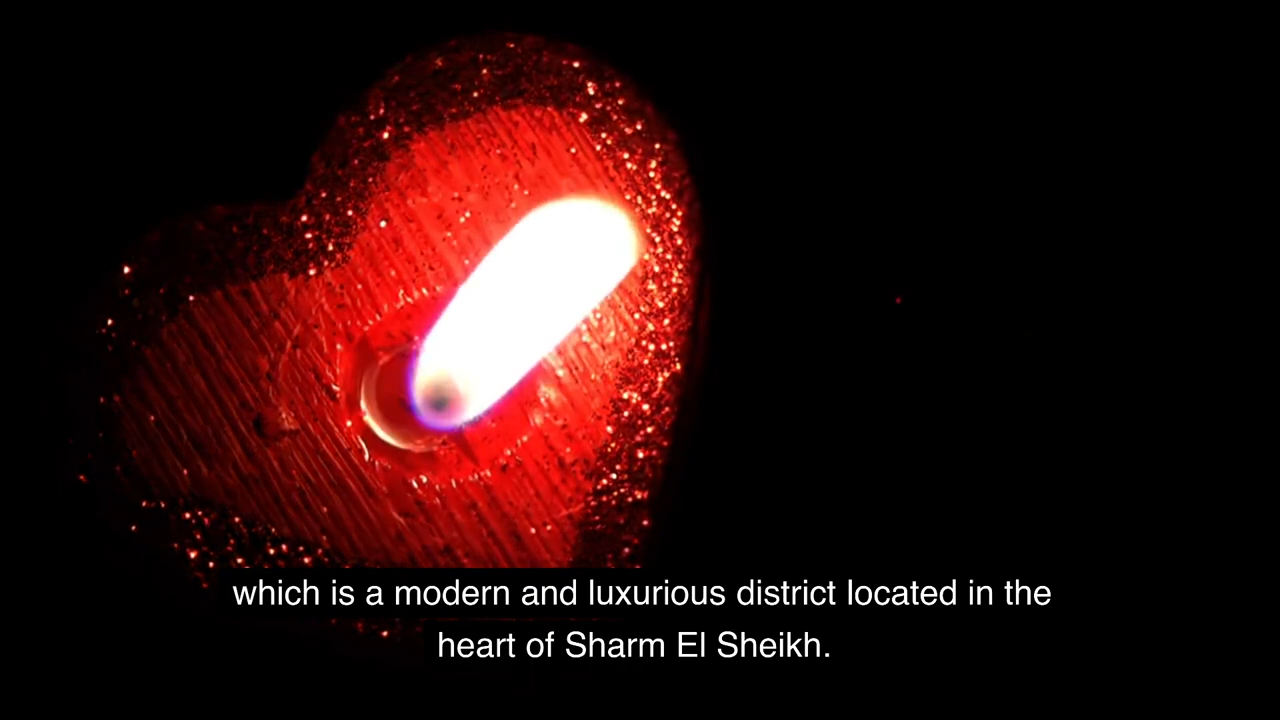 which is a modern and luxurious district located in the
heart of Sharm El Sheikh.